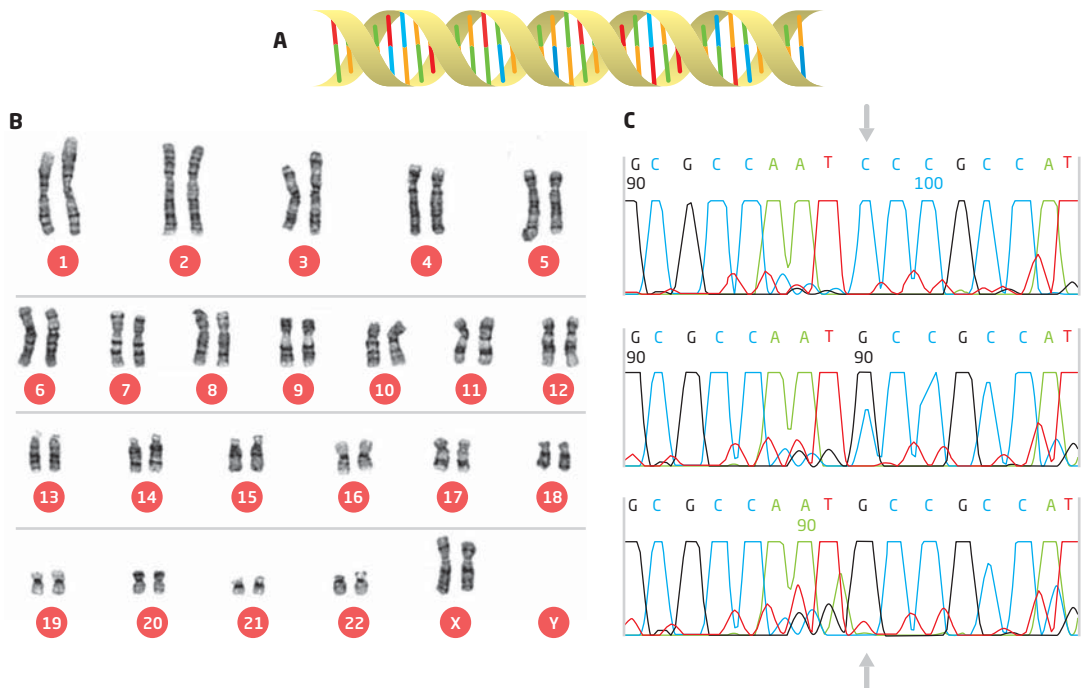 A
B
1 2 3 4 5
6 7 8 9 10 11 12
13 14 15 16 17 18
19 20 21 22 X Y
C
G C G C C A A T C C C G C C A T
90 100
G C G C C A A T G C C G C C A T
90 90
G C G C C A A T G C C G C C A T
90